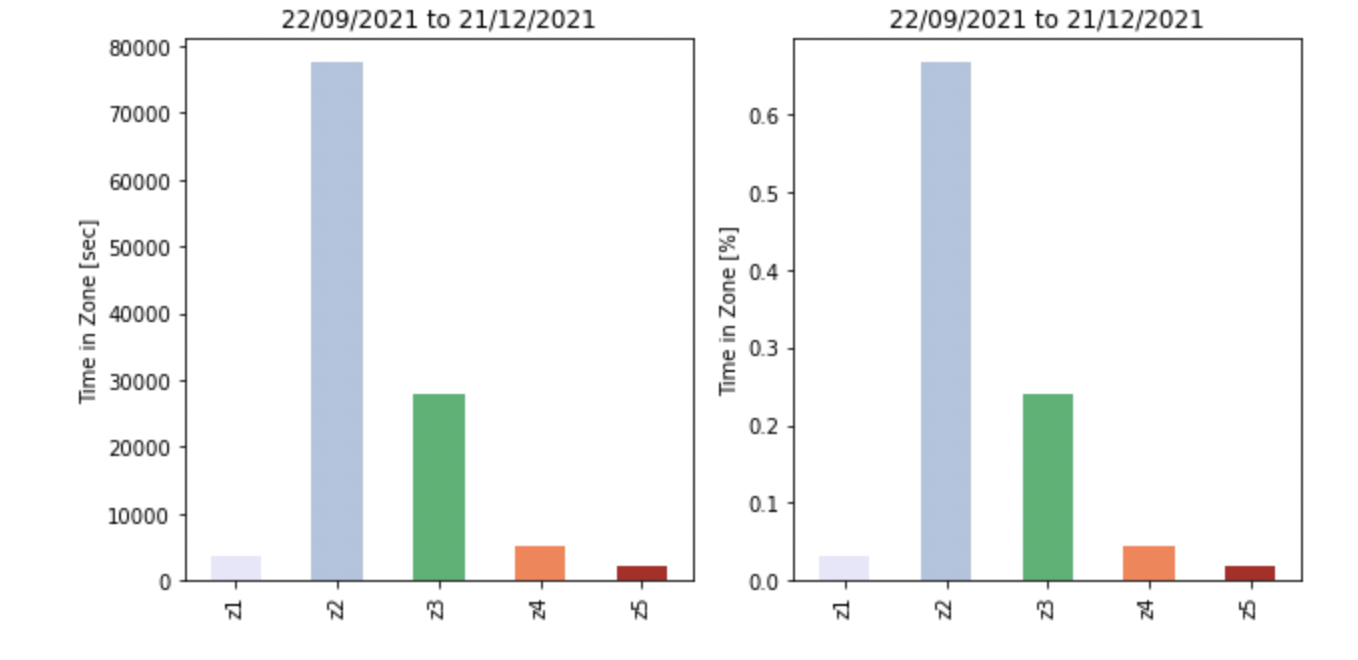 22/09/2021 to 21/12/2021
80000
70000
60000
50000
40000
30000
20000
10000
0
Time in Zone [sec]
z1 z2 z3 z4 z5
22/09/2021 to 21/12/2021
0.6
0.5
0.4
0.3
0.2
0.1
0.0
Time in Zone [%]
z1 z2 z3 z4 z5